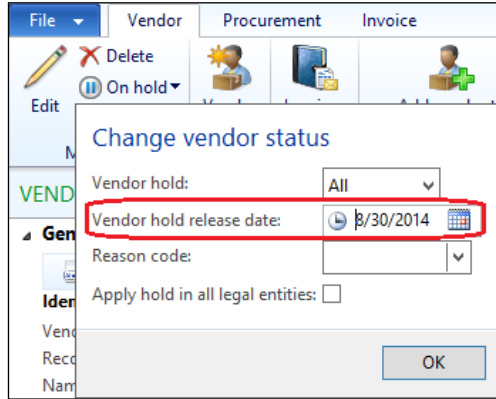 File Vendor Procurement Invoice
Delete
On hold
Edit
Change vendor status
Vendor hold: All
VEND
Vendor hold release date: 8/30/2014
Gen
Reason code:
Iden
Apply hold in all legal entities:
Vend
Reco
OK
Nam